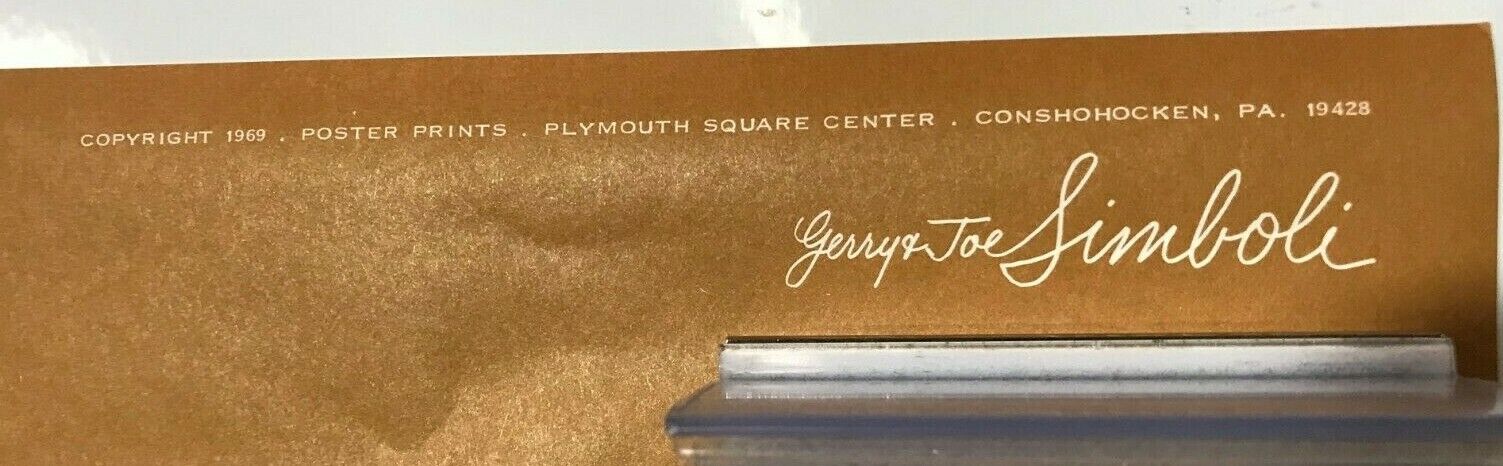 COPYRIGHT 1969 . POSTER PRINTS . PLYMOUTH SQUARE CENTER . CONSHOHOCKEN, PA. 19428
Gerry & Joe Simboli